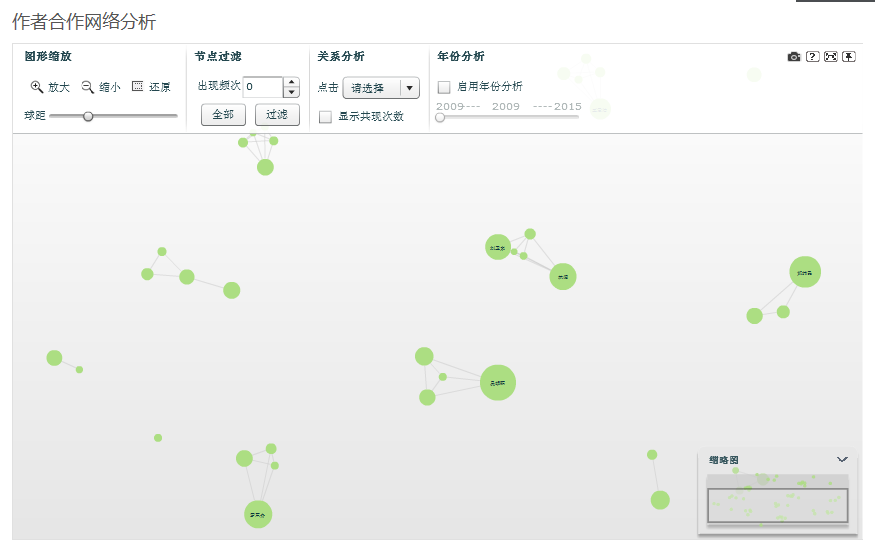 作者合作网络分析
图形缩放
节点过滤
关系分析
年份分析
放大
缩小
还原
出现频次
0
点击
请选择
启用年份分析
2009---- 2009 ----2015
球距
全部
过滤
显示共现次数
缩略图